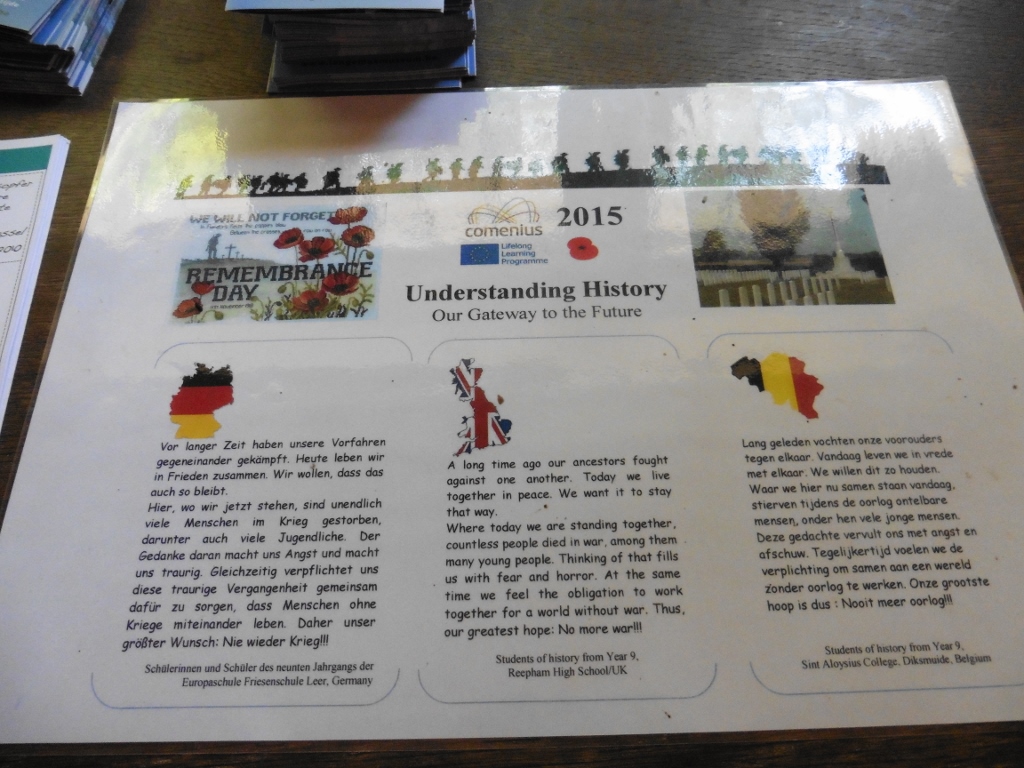 WE WILL NOT FORGET
REMEMBRANCE
DAY
comenius
2015
Lifelong
Learning
Programme
Understanding History
Our Gateway to the Future
Vor langer Zeit haben unsere Vorfahren
gegeneinander gekämpft. Heute leben wir
in Frieden zusammen. Wir wollen, dass das
auch so bleibt.
Hier, wo wir jetzt stehen, sind unendlich
viele Menschen im Krieg gestorben,
darunter auch viele Jugendliche. Der
Gedanke daran macht uns Angst und macht
uns traurig. Gleichzeitig verpflichtet uns
diese traurige Vergangenheit gemeinsam
dafür zu sorgen, dass Menschen ohne
Kriege miteinander leben. Daher unser
größter Wunsch: Nie wieder Krieg!!!
Schülerinnen und Schüler des neunten Jahrgangs der
Europaschule Friesenschule Leer, Germany
A long time ago our ancestors fought
against one another. Today we live
together in peace. We want it to stay
that way.
Where today we are standing together,
countless people died in war, among them
many young people. Thinking of that fills
us with fear and horror. At the same
time we feel the obligation to work
together for a world without war. Thus,
our greatest hope: No more war!!!
Students of history from Year 9,
Reepham High School/UK
Lang geleden vochten onze voorouders
tegen elkaar. Vandaag leven we in vrede
met elkaar. We willen dit zo houden.
Waar we hier nu samen staan vandaag,
stierven tijdens de oorlog ontelbare
mensen, onder hen vele jonge mensen.
Deze gedachte vervult ons met angst en
afschuw. Tegelijkertijd voelen we de
verplichting om samen aan een wereld
zonder oorlog te werken. Onze grootste
hoop is dus : Nooit meer oorlog!!!
Students of history from Year 9,
Sint Aloysius College, Diksmuide, Belgium